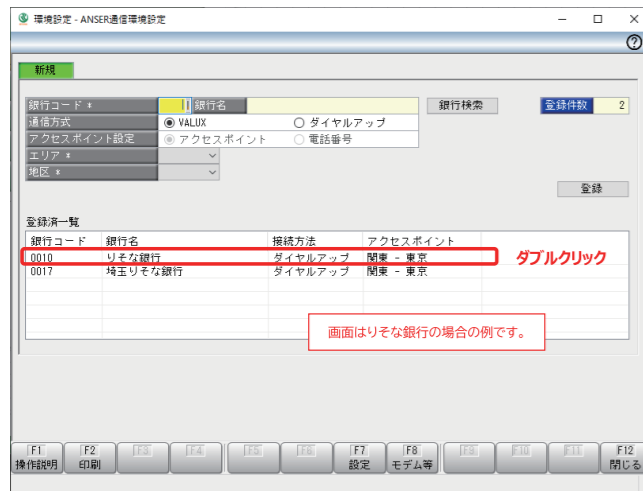 環境設定 - ANSER通信環境設定
新規
銀行コード * 銀行名 銀行検索 登録件数 2
通信方式 VALUX ダイヤルアップ
アクセスポイント設定 アクセスポイント 電話番号
エリア *
地区 *
登録
登録済一覧
銀行コード 銀行名 接続方法 アクセスポイント
0010 りそな銀行 ダイヤルアップ 関東 - 東京 ダブルクリック
0017 埼玉りそな銀行 ダイヤルアップ 関東 - 東京
画面はりそな銀行の場合の例です。
F1 F2 F3 F4 F5 F6 F7 F8 F9 F10 F11 F12
操作説明 印刷 設定 モデム等 閉じる